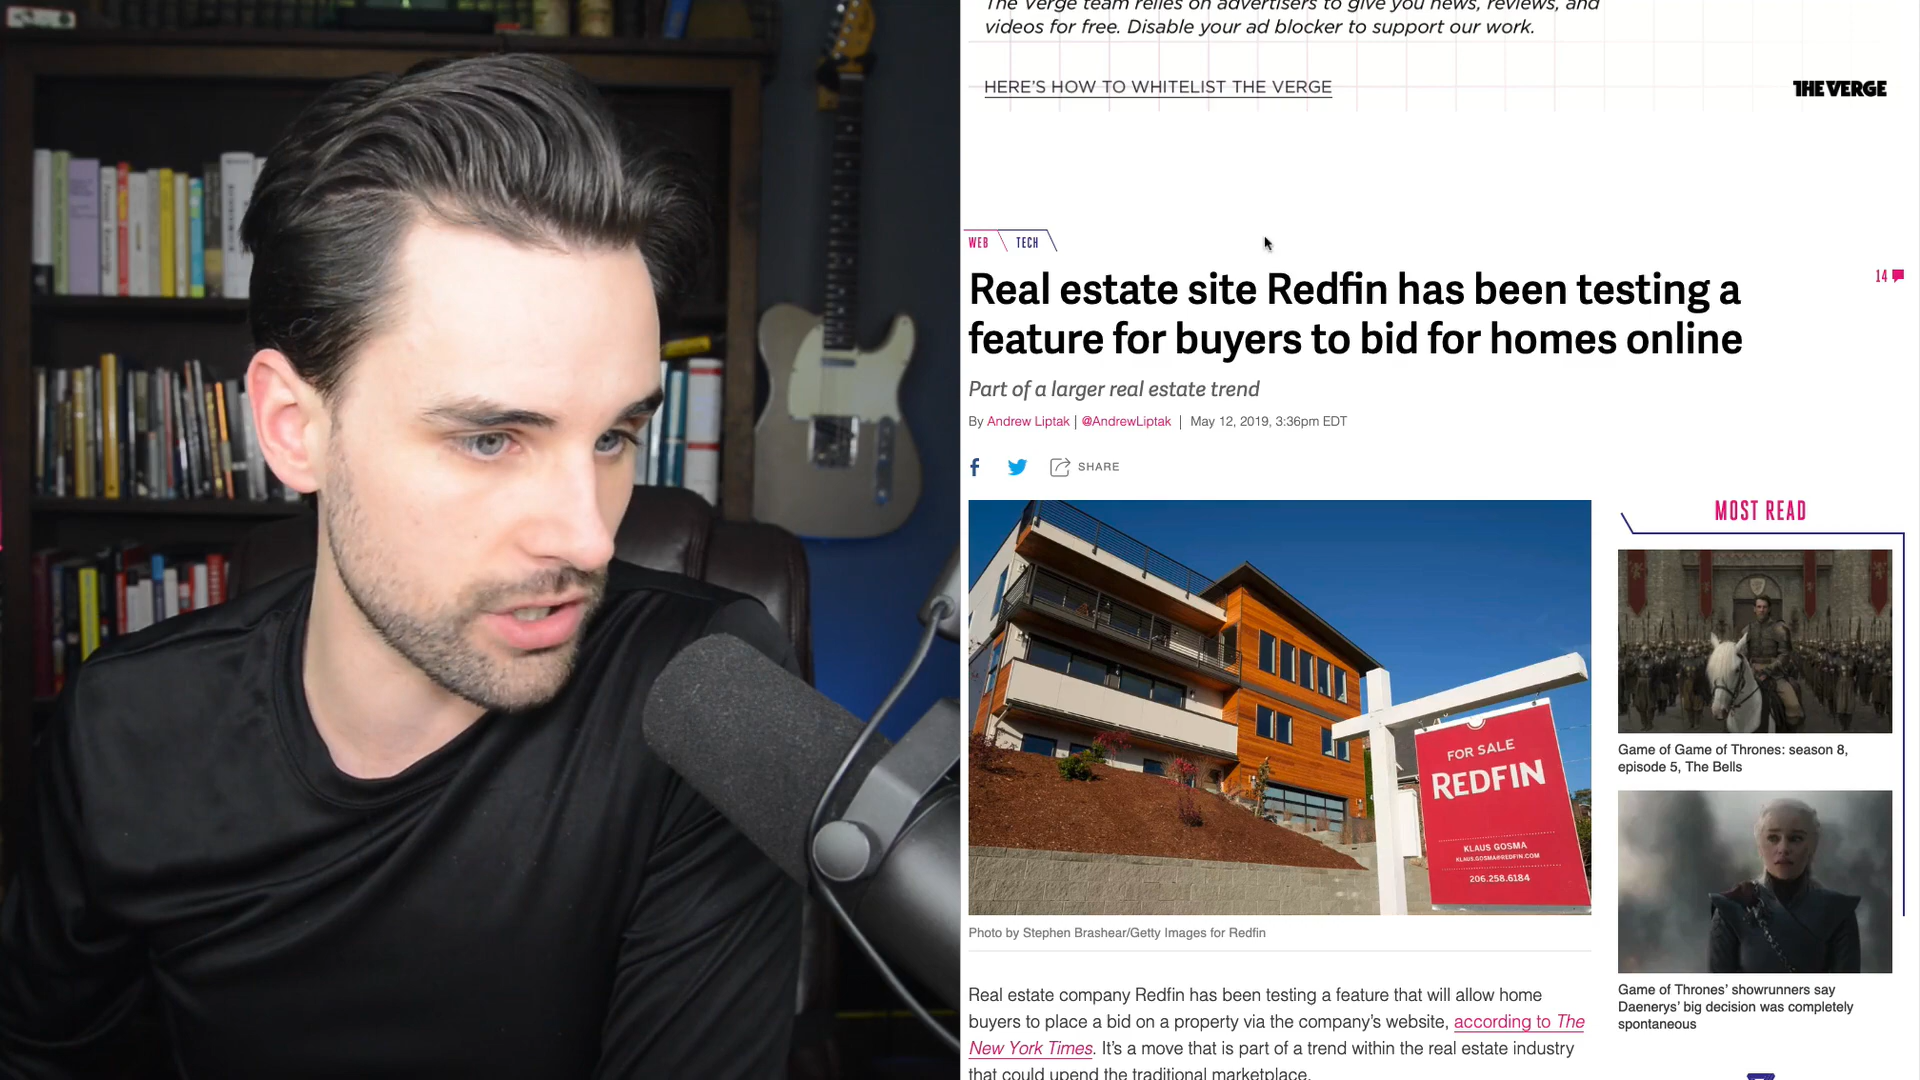 The Verge team relies on advertisers to give you news, reviews, and
videos for free. Disable your ad blocker to support our work.
HERE'S HOW TO WHITELIST THE VERGE
THE VERGE
WEB
TECH
Real estate site Redfin has been testing a
feature for buyers to bid for homes online
14
Part of a larger real estate trend
By Andrew Liptak | @AndrewLiptak | May 12, 2019, 3:36pm EDT
SHARE
MOST READ
FOR SALE
REDFIN
KLAUS GOSMA
KLAUS.GOSMA@REDFIN.COM
206.258.6184
Game of Game of Thrones: season 8,
episode 5, The Bells
Photo by Stephen Brashear/Getty Images for Redfin
Game of Thrones' showrunners say
Daenerys' big decision was completely
spontaneous
Real estate company Redfin has been testing a feature that will allow home
buyers to place a bid on a property via the company's website, according to The
New York Times. It's a move that is part of a trend within the real estate industry
that could upend the traditional marketplace.